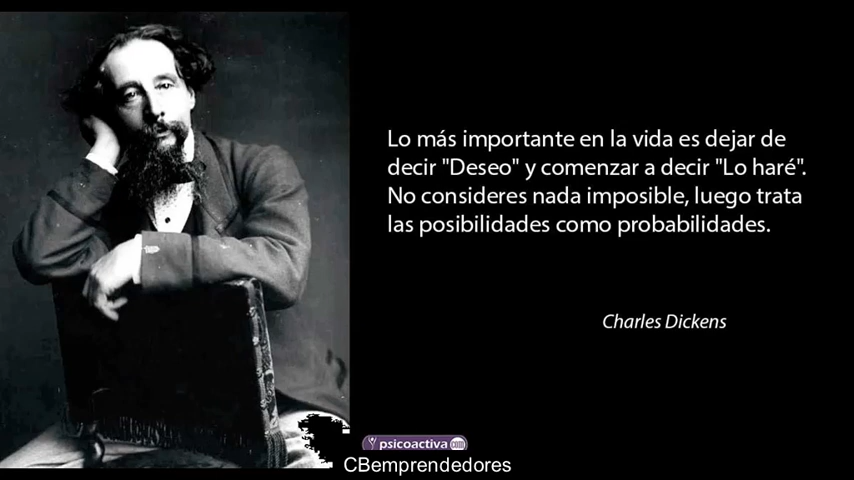 Lo más importante en la vida es dejar de
decir "Deseo" y comenzar a decir "Lo haré".
No consideres nada imposible, luego trata
las posibilidades como probabilidades.
Charles Dickens
psicoactiva com
CBemprendedores